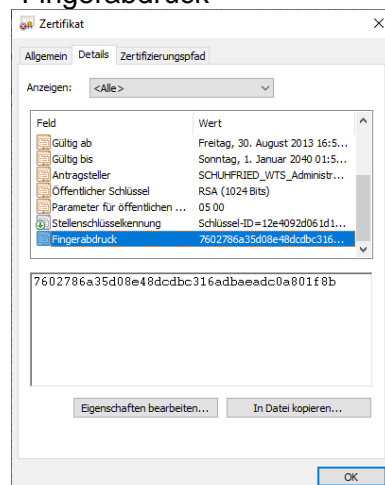 Fingerabdruck
Zertifikat
Allgemein Details Zertifizierungspfad
Anzeigen: <Alle>
Feld Wert
Gültig ab Freitag, 30. August 2013 16:5...
Gültig bis Sonntag, 1. Januar 2040 01:5...
Antragsteller SCHUHFRIED_WTS_Administr...
Öffentlicher Schlüssel RSA (1024 Bits)
Parameter für öffentlichen ... 05 00
Stellenschlüsselkennung Schlüssel-ID=12e4092d061d1...
Fingerabdruck 7602786a35d08e48dcdbc316...
7602786a35d08e48dcdbc316adbaeadc0a801f8b
Eigenschaften bearbeiten... In Datei kopieren...
OK